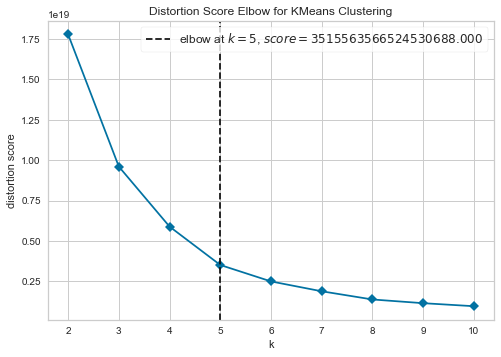 Distortion Score Elbow for KMeans Clustering
1e19
elbow at k = 5, score = 3515563566524530688.000
1.75
1.50
1.25
1.00
0.75
0.50
0.25
distortion score
2 3 4 5 6 7 8 9 10
k